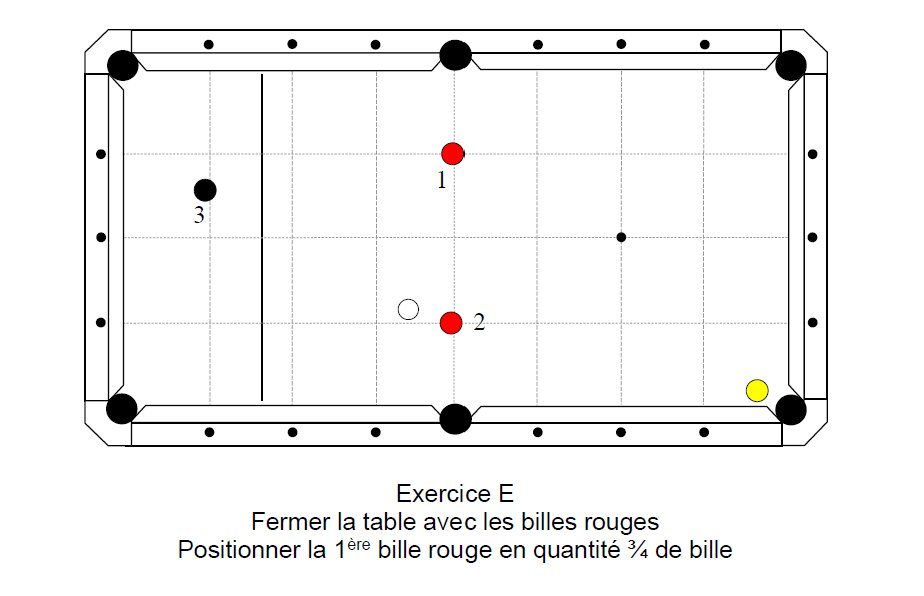 1
3
2
Exercice E
Fermer la table avec les billes rouges
Positionner la 1ère bille rouge en quantité ¾ de bille